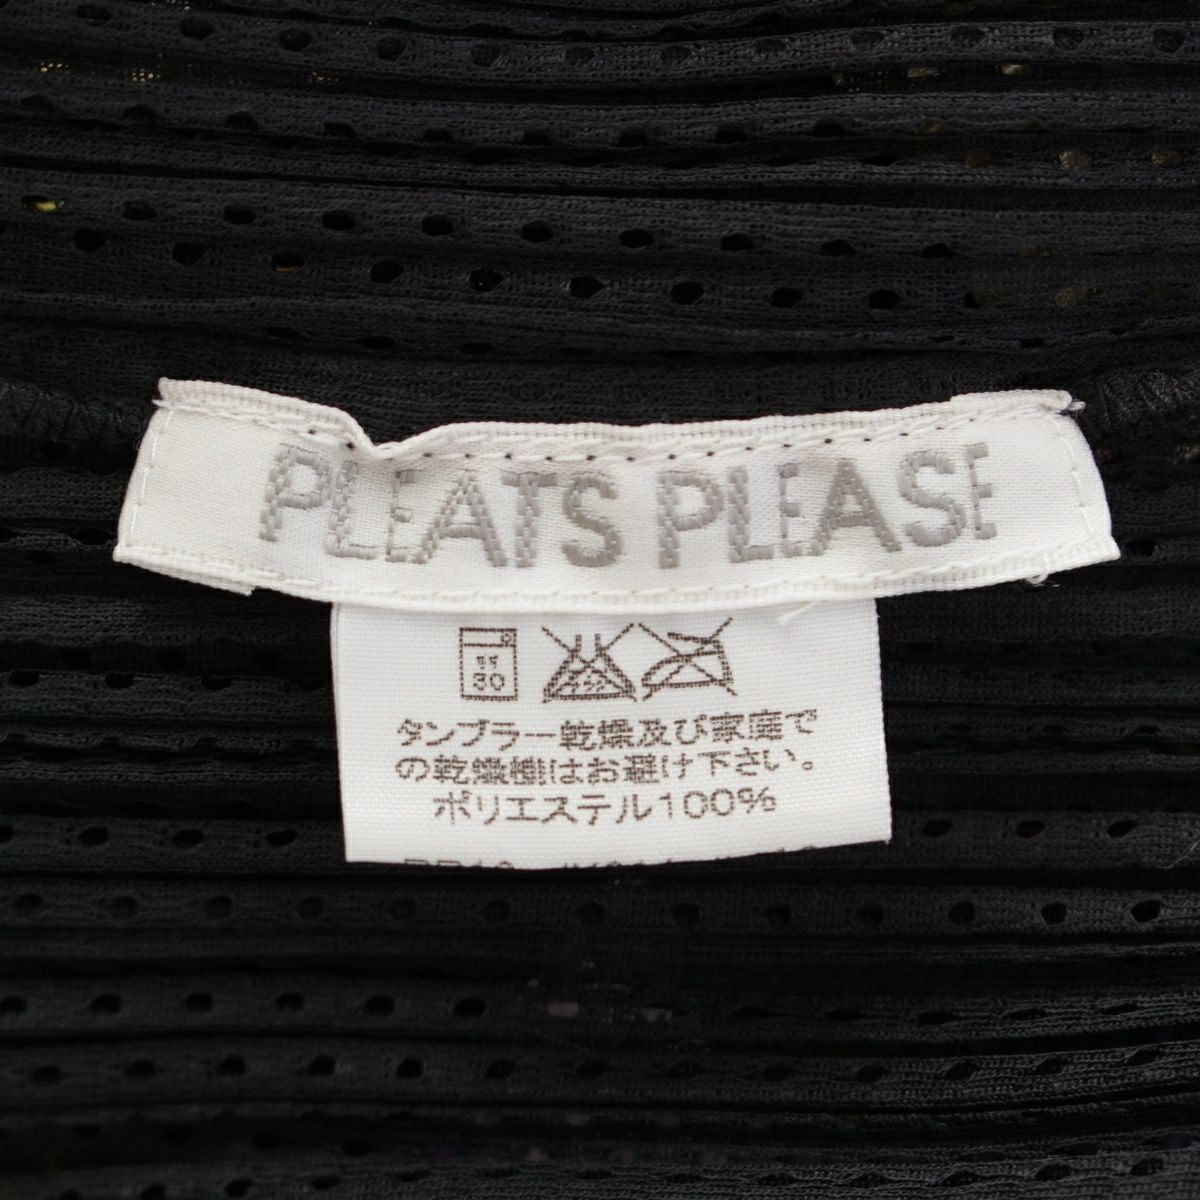 PLEATS PLEASE
30
タンブラー乾燥及び家庭で
の乾燥機はお避け下さい。
ポリエステル100%